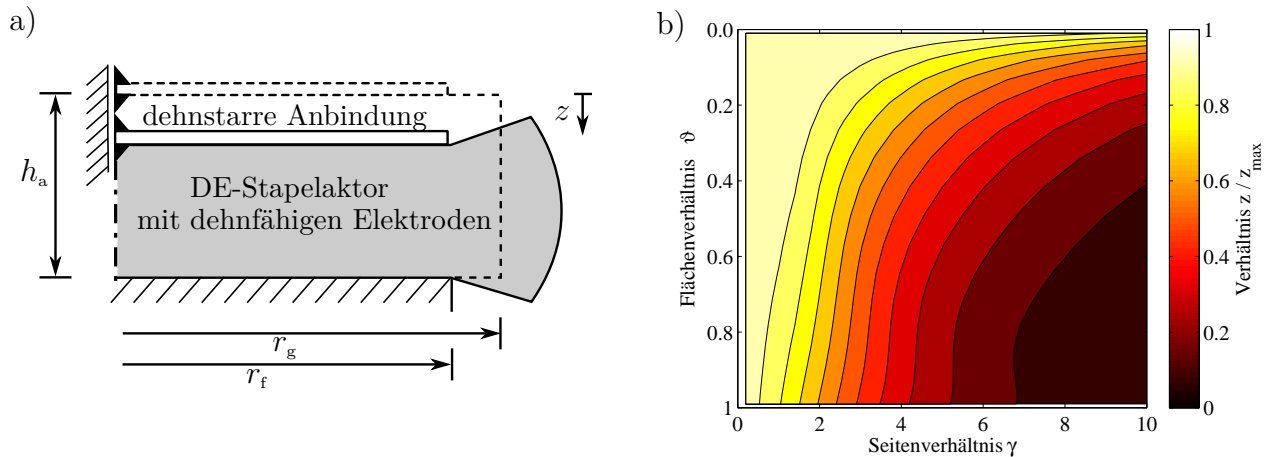 a)
dehnstarre Anbindung
z
hₐ
DE-Stapelaktor
mit dehnfähigen Elektroden
r_g
r_f
b)
Flächenverhältnis ϑ
0.0
0.2
0.4
0.6
0.8
1
0
2
4
6
8
10
Seitenverhältnis γ
1
0.8
0.6
0.4
0.2
0
Verhältnis z / z_max